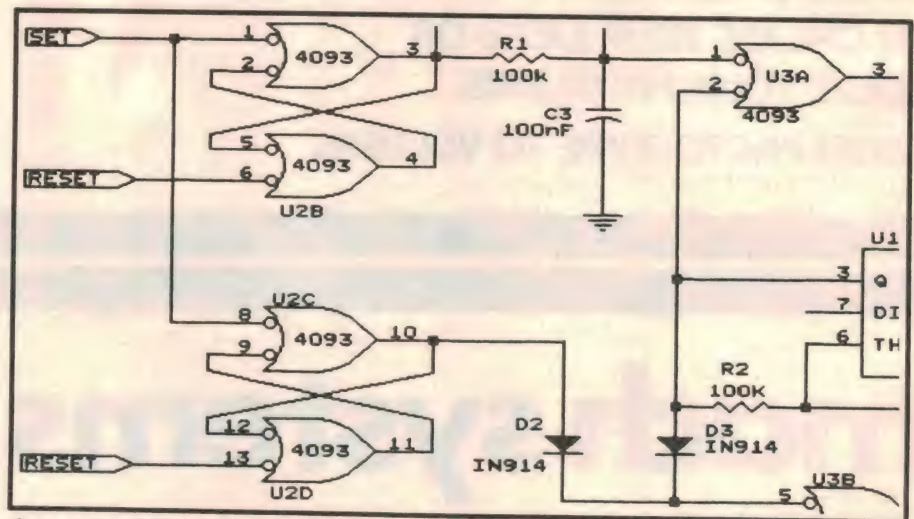 SET
1
2
4093
3
R1
100k
1
2
U3A
4093
3
C3
100nF
5
6
4093
4
RESET
U2B
U1
3
Q
7
DI
6
TH
U2C
8
9
4093
10
R2
100K
12
13
4093
11
D2
IN914
D3
IN914
RESET
U2D
5
U3B